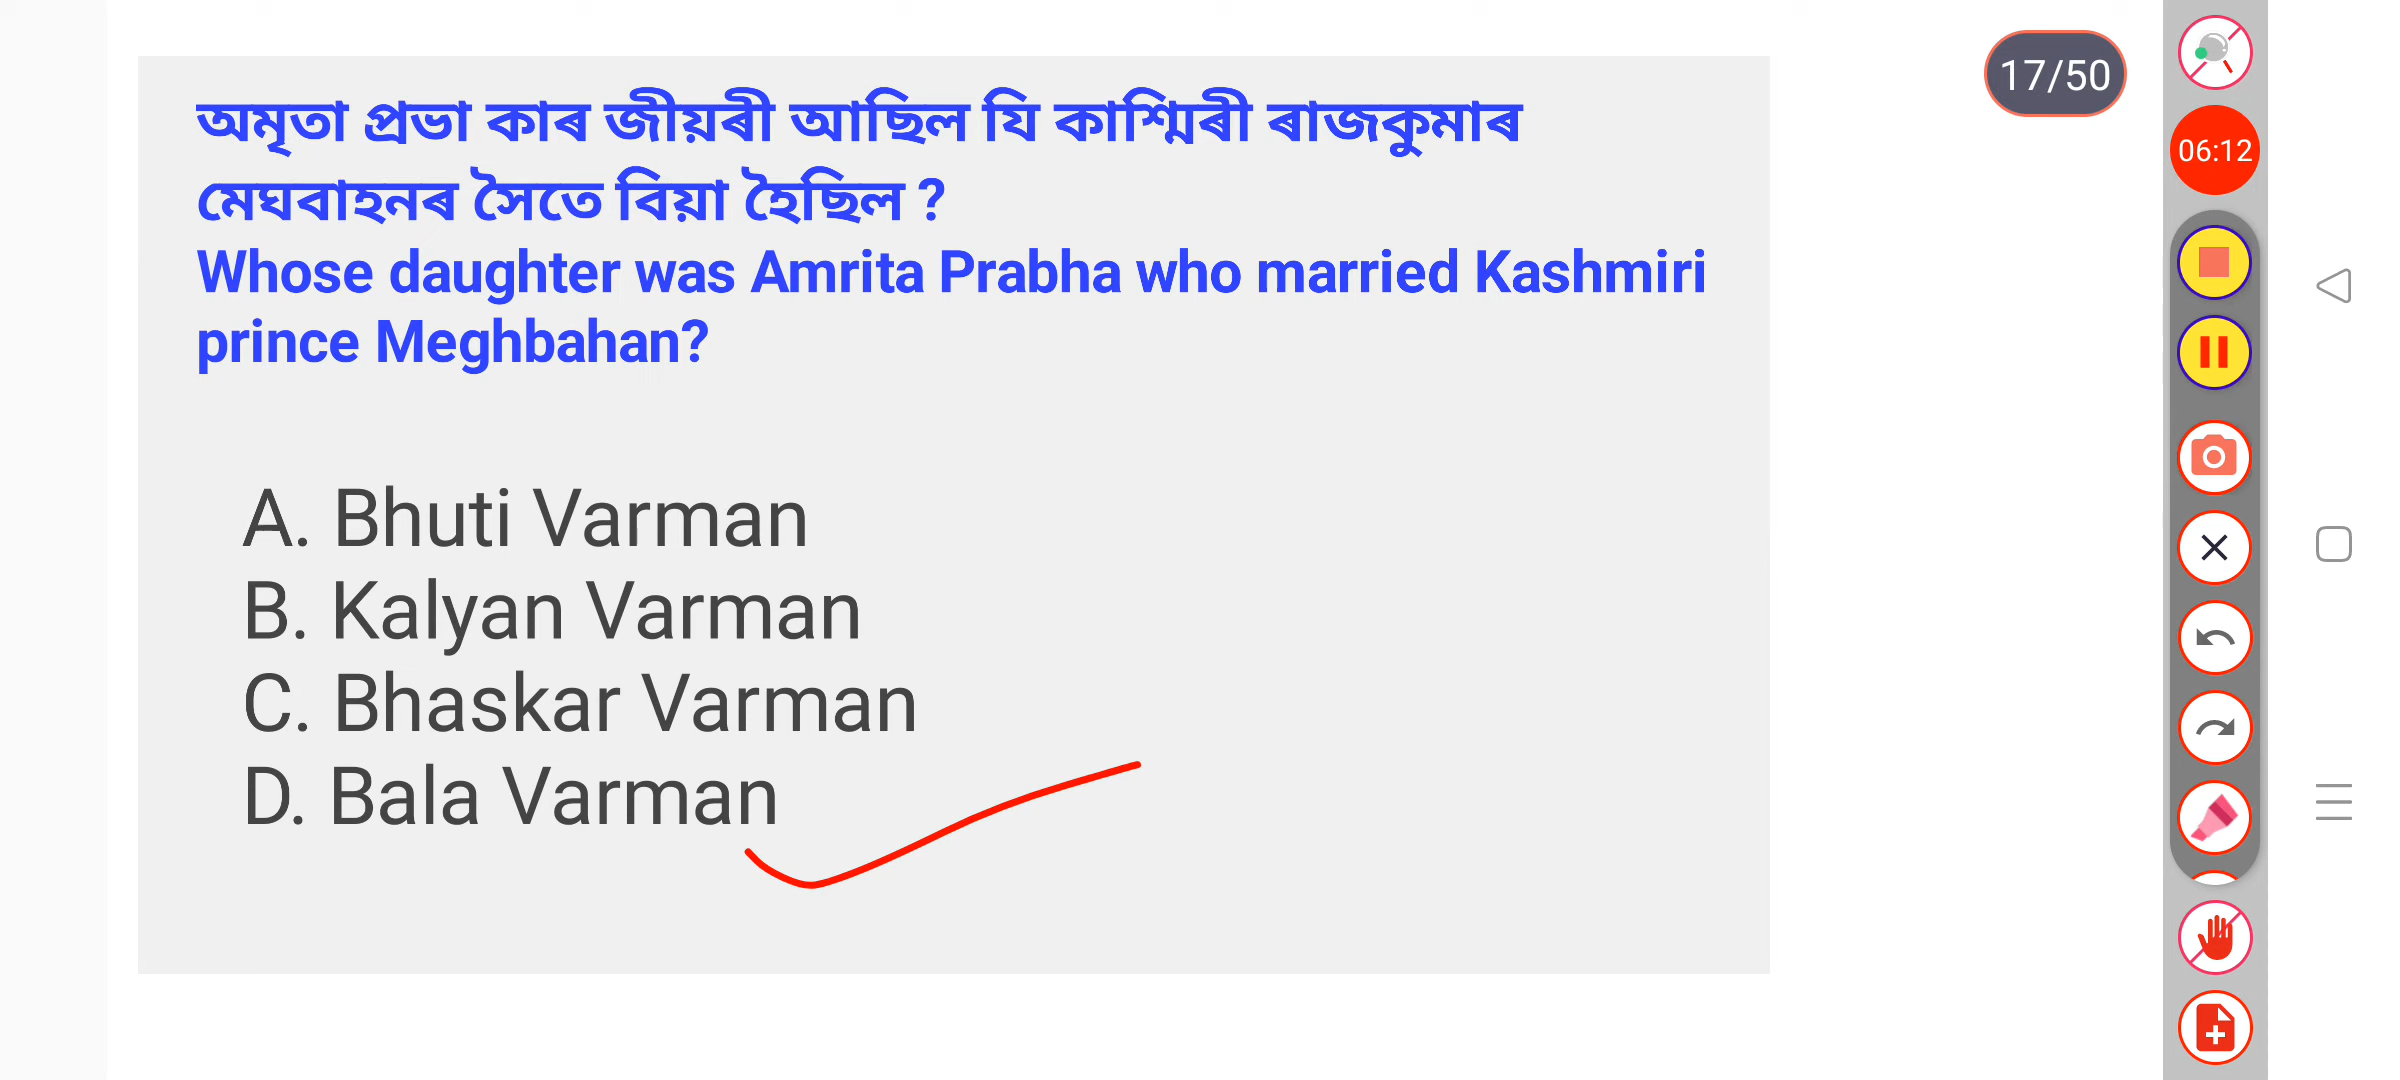 অমৃতা প্ৰভা কাৰ জীয়ৰী আছিল যি কাশ্মিৰী ৰাজকুমাৰ
মেঘবাহনৰ সৈতে বিয়া হৈছিল ?
Whose daughter was Amrita Prabha who married Kashmiri
prince Meghbahan?
A. Bhuti Varman
B. Kalyan Varman
C. Bhaskar Varman
D. Bala Varman
17/50
06:12